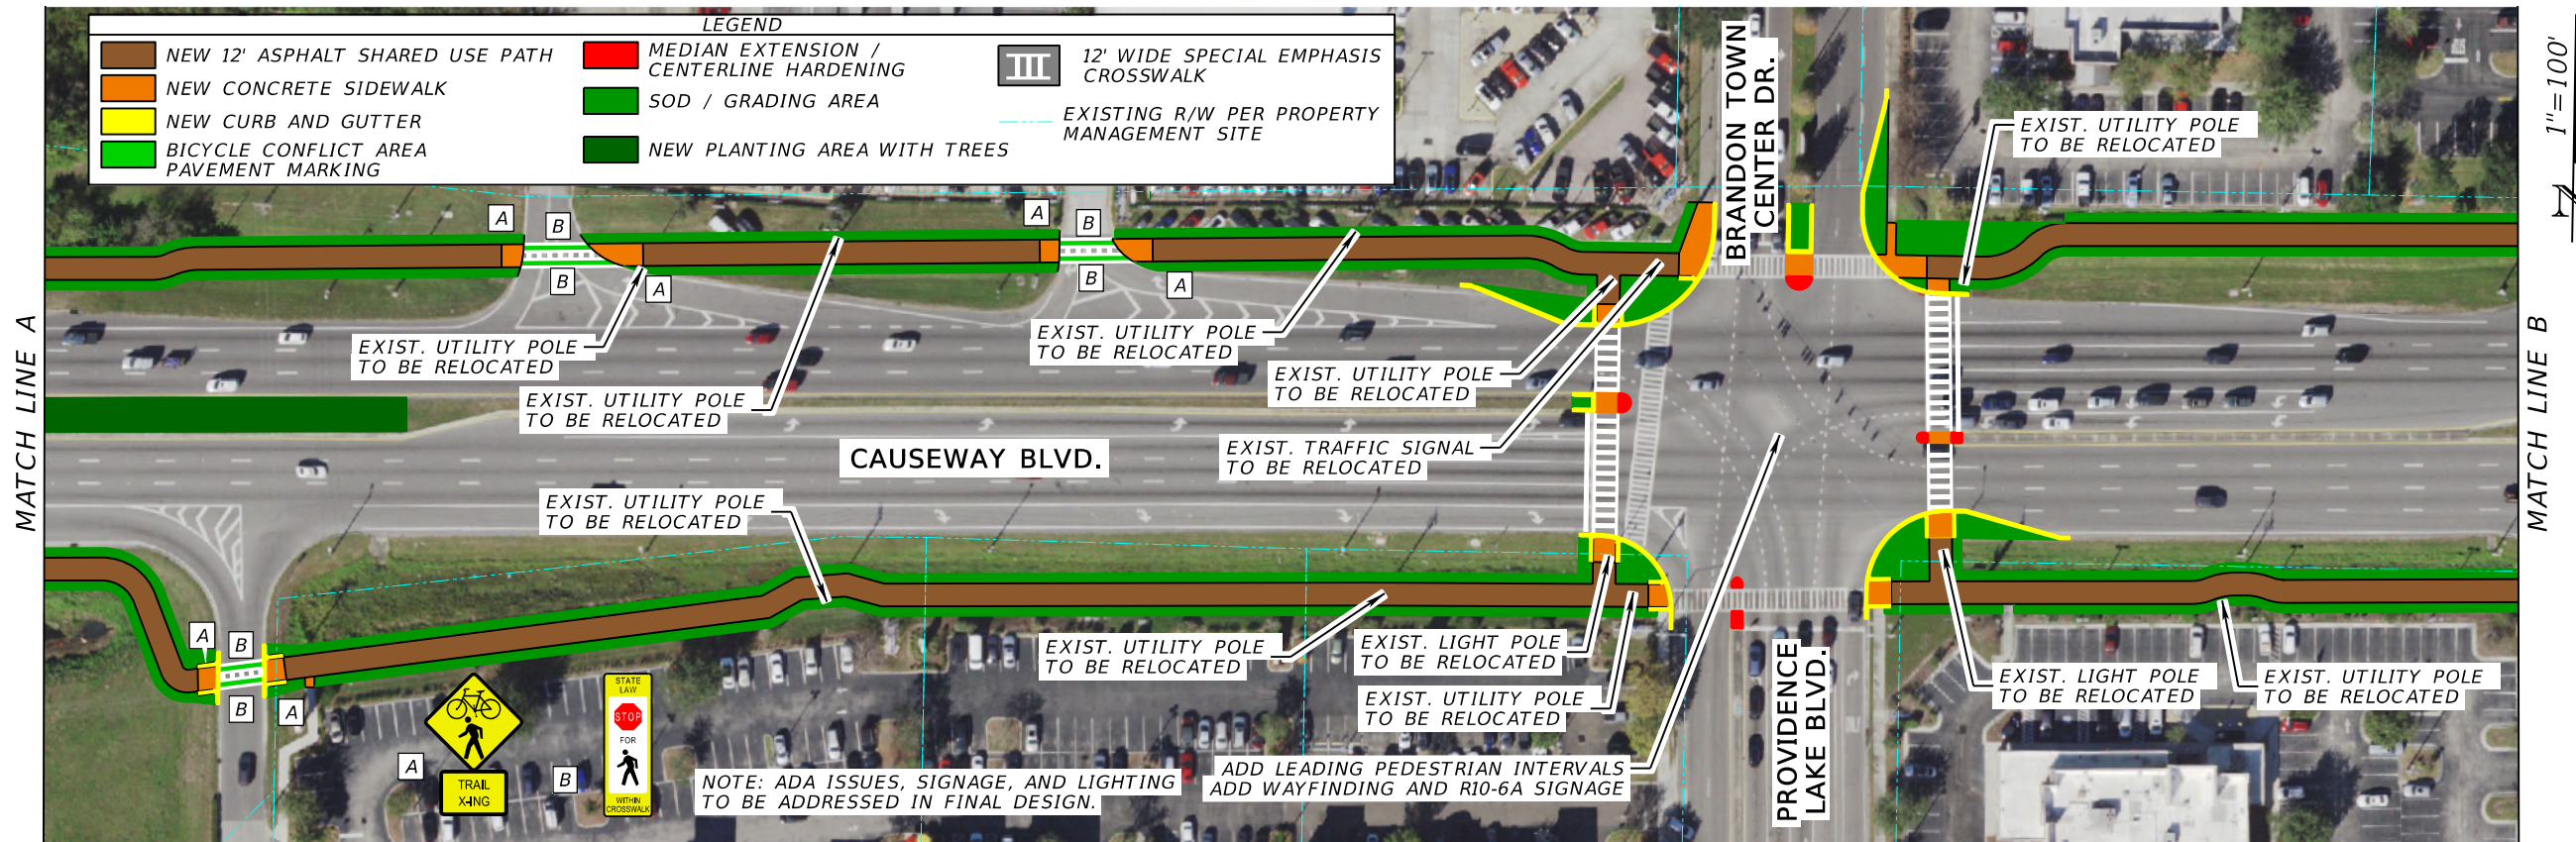 LEGEND
NEW 12' ASPHALT SHARED USE PATH
NEW CONCRETE SIDEWALK
NEW CURB AND GUTTER
BICYCLE CONFLICT AREA
PAVEMENT MARKING
MEDIAN EXTENSION /
CENTERLINE HARDENING
SOD / GRADING AREA
NEW PLANTING AREA WITH TREES
12' WIDE SPECIAL EMPHASIS
CROSSWALK
EXISTING R/W PER PROPERTY
MANAGEMENT SITE
BRANDON TOWN
CENTER DR.
1"=100'
N
EXIST. UTILITY POLE
TO BE RELOCATED
A
B
A
B
B
A
B
A
MATCH LINE A
MATCH LINE B
EXIST. UTILITY POLE
TO BE RELOCATED
EXIST. UTILITY POLE
TO BE RELOCATED
EXIST. UTILITY POLE
TO BE RELOCATED
EXIST. UTILITY POLE
TO BE RELOCATED
EXIST. TRAFFIC SIGNAL
TO BE RELOCATED
CAUSEWAY BLVD.
EXIST. UTILITY POLE
TO BE RELOCATED
A
B
B
A
EXIST. UTILITY POLE
TO BE RELOCATED
EXIST. LIGHT POLE
TO BE RELOCATED
EXIST. UTILITY POLE
TO BE RELOCATED
PROVIDENCE
LAKE BLVD.
EXIST. LIGHT POLE
TO BE RELOCATED
EXIST. UTILITY POLE
TO BE RELOCATED
A
TRAIL
X-ING
B
STATE
LAW
STOP
FOR
WITHIN
CROSSWALK
NOTE: ADA ISSUES, SIGNAGE, AND LIGHTING
TO BE ADDRESSED IN FINAL DESIGN.
ADD LEADING PEDESTRIAN INTERVALS
ADD WAYFINDING AND R10-6A SIGNAGE